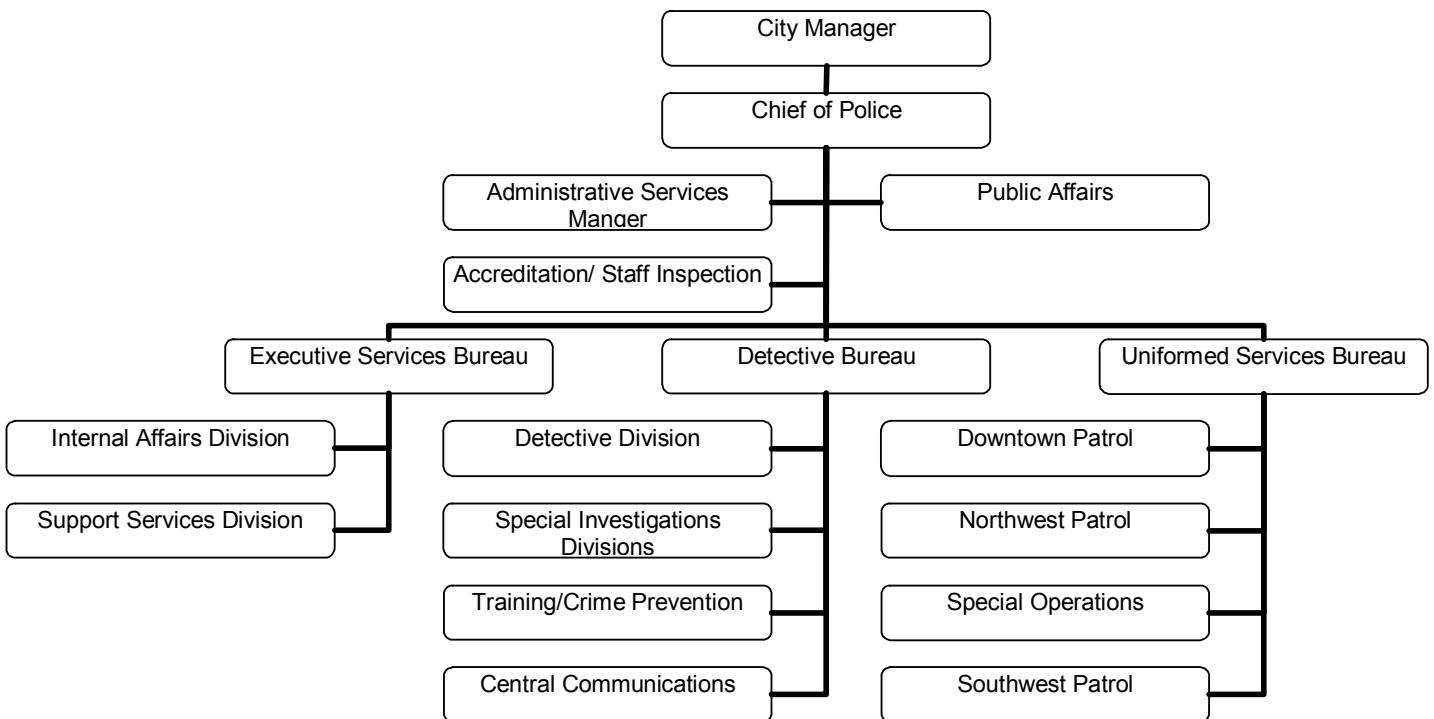 City Manager
Chief of Police
Administrative Services
Manger
Public Affairs
Accreditation/ Staff Inspection
Executive Services Bureau
Detective Bureau
Uniformed Services Bureau
Internal Affairs Division
Detective Division
Downtown Patrol
Support Services Division
Special Investigations
Divisions
Northwest Patrol
Training/Crime Prevention
Special Operations
Central Communications
Southwest Patrol